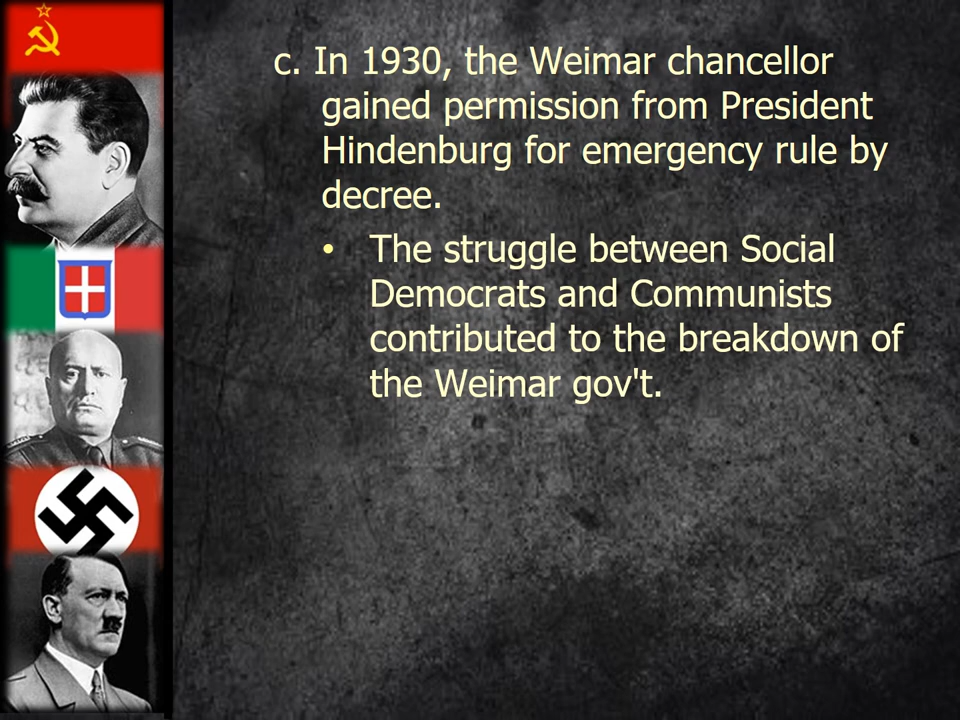 c. In 1930, the Weimar chancellor
gained permission from President
Hindenburg for emergency rule by
decree.
• The struggle between Social
Democrats and Communists
contributed to the breakdown of
the Weimar gov't.